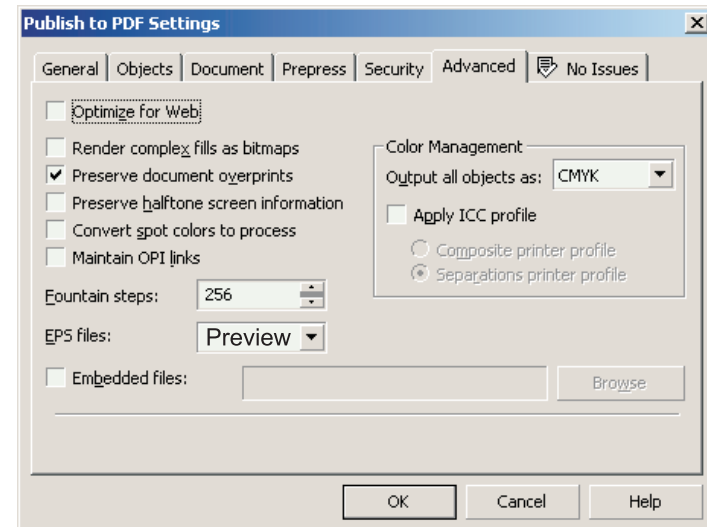 Publish to PDF Settings
General Objects Document Prepress Security Advanced No Issues
Optimize for Web
Render complex fills as bitmaps
Preserve document overprints
Preserve halftone screen information
Convert spot colors to process
Maintain OPI links
Fountain steps: 256
EPS files: Preview
Embedded files:
Browse
Color Management
Output all objects as: CMYK
Apply ICC profile
Composite printer profile
Separations printer profile
OK Cancel Help